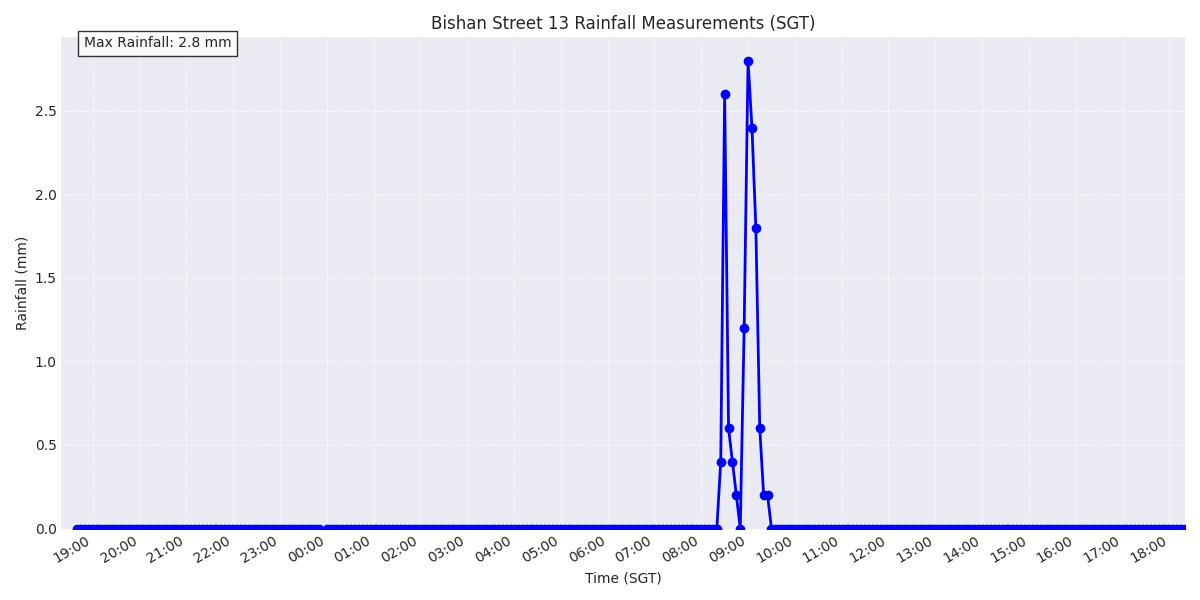 Bishan Street 13 Rainfall Measurements (SGT)
Max Rainfall: 2.8 mm
2.5
2.0
1.5
1.0
0.5
0.0
Rainfall (mm)
19:00 20:00 21:00 22:00 23:00 00:00 01:00 02:00 03:00 04:00 05:00 06:00 07:00 08:00 09:00 10:00 11:00 12:00 13:00 14:00 15:00 16:00 17:00 18:00
Time (SGT)